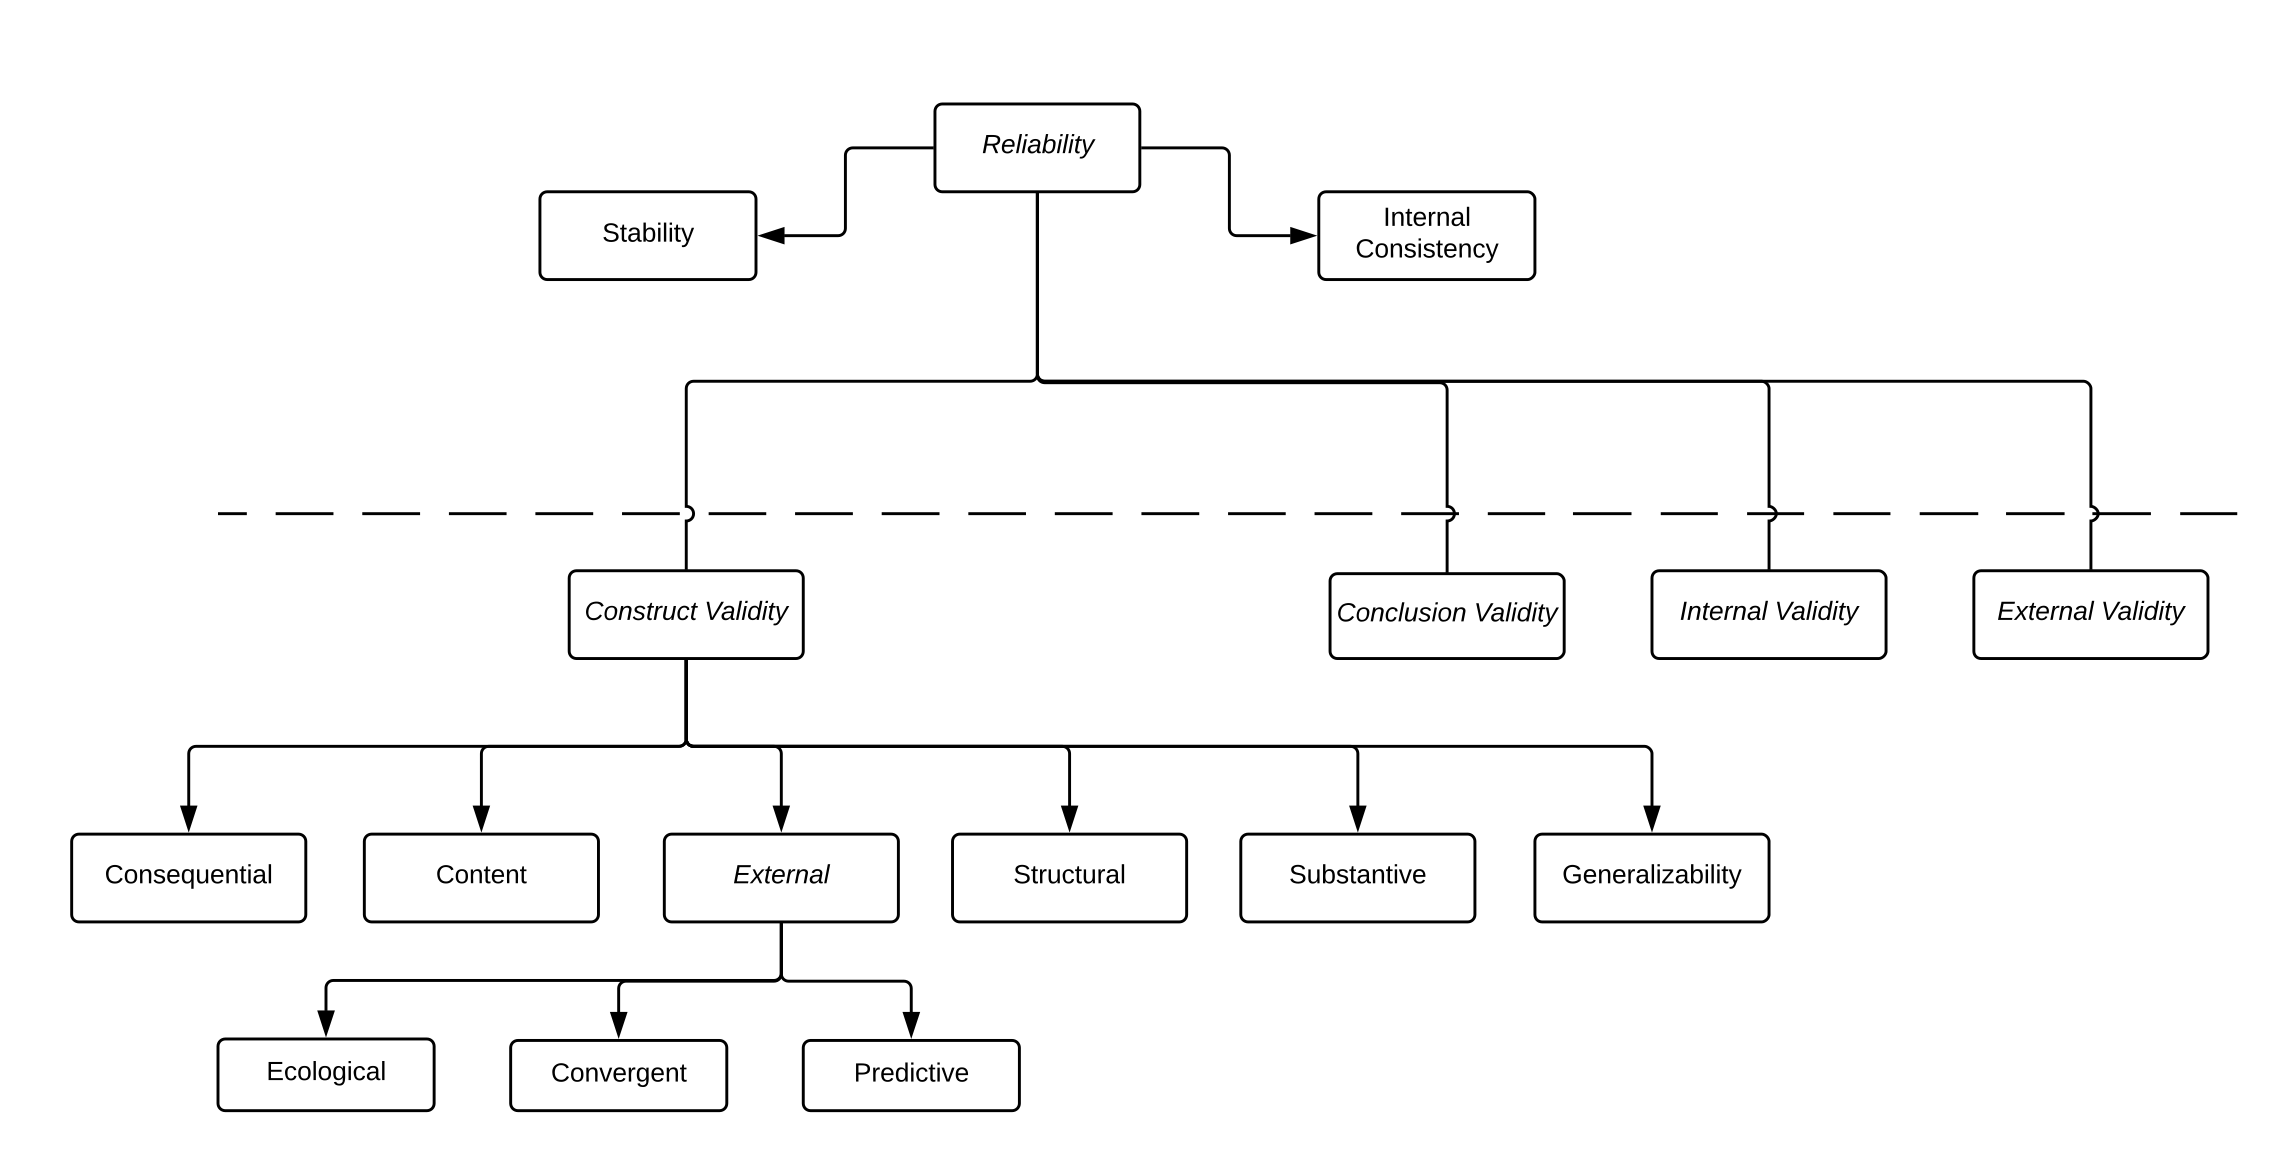 Reliability
Stability
Internal
Consistency
Construct Validity
Conclusion Validity
Internal Validity
External Validity
Consequential
Content
External
Structural
Substantive
Generalizability
Ecological
Convergent
Predictive